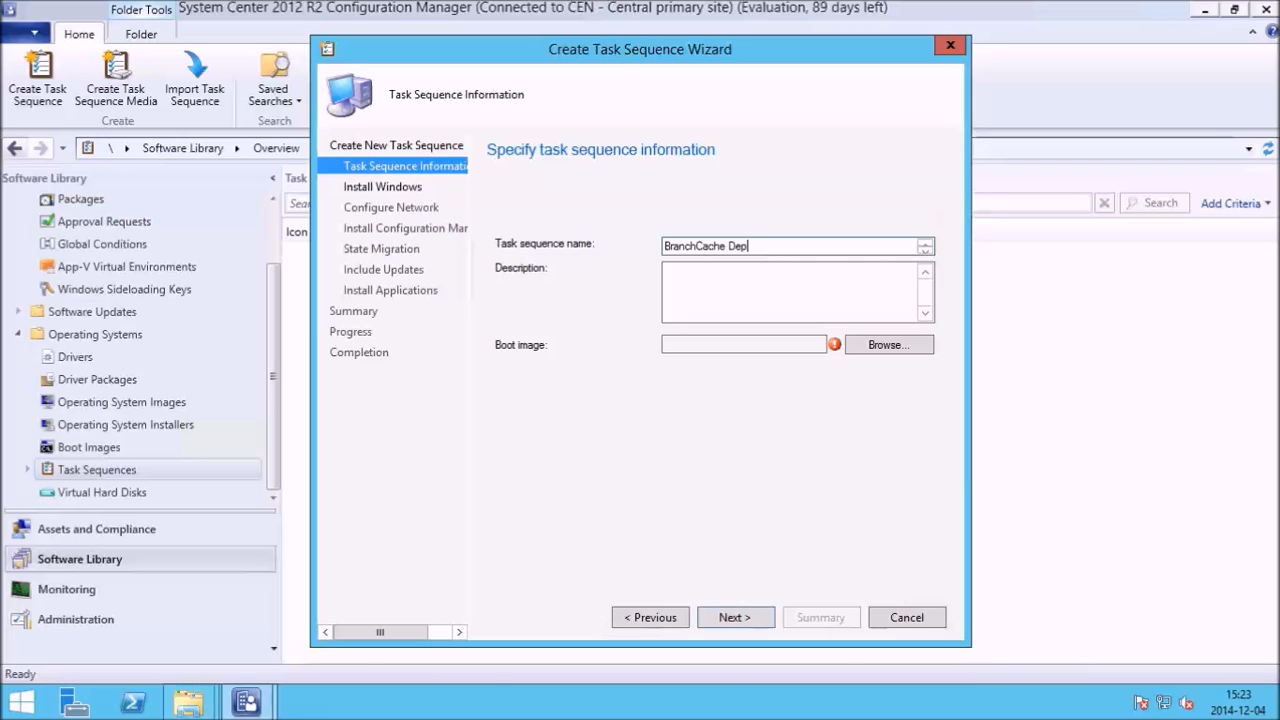 Folder Tools
System Center 2012 R2 Configuration Manager (Connected to CEN - Central primary site) (Evaluation, 89 days left)
Home
Folder
Create Task Sequence Wizard
Create Task
Sequence
Create Task
Sequence Media
Import Task
Sequence
Saved
Searches
Create
Search
Task Sequence Information
\ Software Library Overview
Software Library
Packages
Approval Requests
Global Conditions
App-V Virtual Environments
Windows Sideloading Keys
Software Updates
Operating Systems
Drivers
Driver Packages
Operating System Images
Operating System Installers
Boot Images
Task Sequences
Virtual Hard Disks
Assets and Compliance
Software Library
Monitoring
Administration
Task
Sear
Icon
Search
Add Criteria
Create New Task Sequence
Task Sequence Informati
Install Windows
Configure Network
Install Configuration Mar
State Migration
Include Updates
Install Applications
Summary
Progress
Completion
Specify task sequence information
Task sequence name:
BranchCache Dep
Description:
Boot image:
Browse...
< Previous
Next >
Summary
Cancel
Ready
15:23
2014-12-04